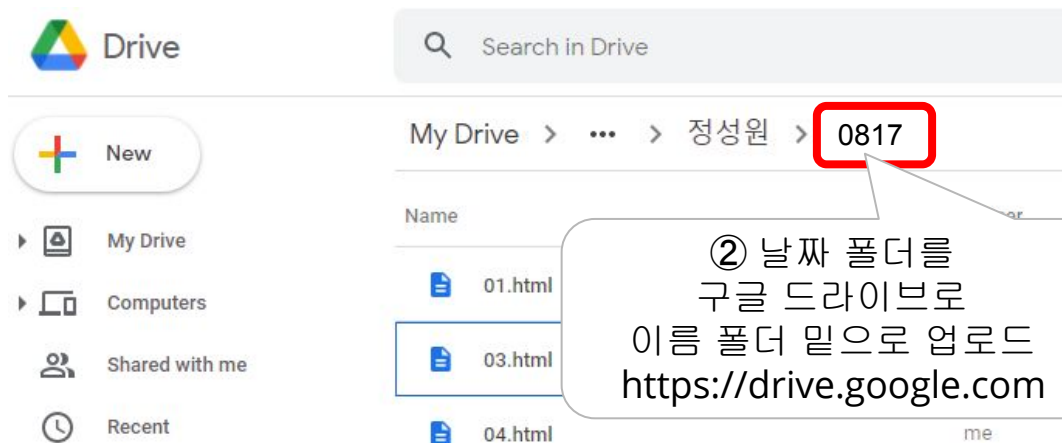 Drive
Search in Drive
My Drive > ••• > 정성원 > 0817
New
Name
My Drive
Computers
Shared with me
Recent
01.html
03.html
04.html
me
② 날짜 폴더를
구글 드라이브로
이름 폴더 밑으로 업로드
https://drive.google.com